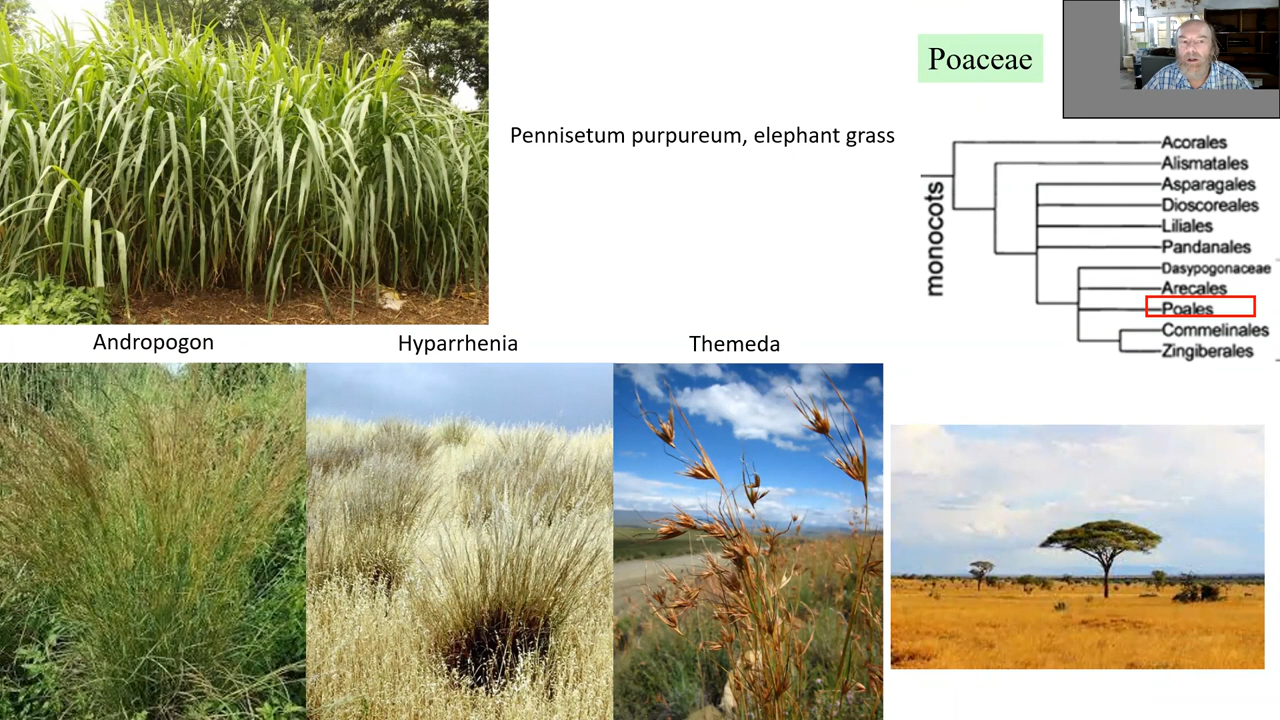 Poaceae
Pennisetum purpureum, elephant grass
monocots
Acorales
Alismatales
Asparagales
Dioscoreales
Liliales
Pandanales
Dasypogonaceae
Arecales
Poales
Commelinales
Zingiberales
Andropogon
Hyparrhenia
Themeda